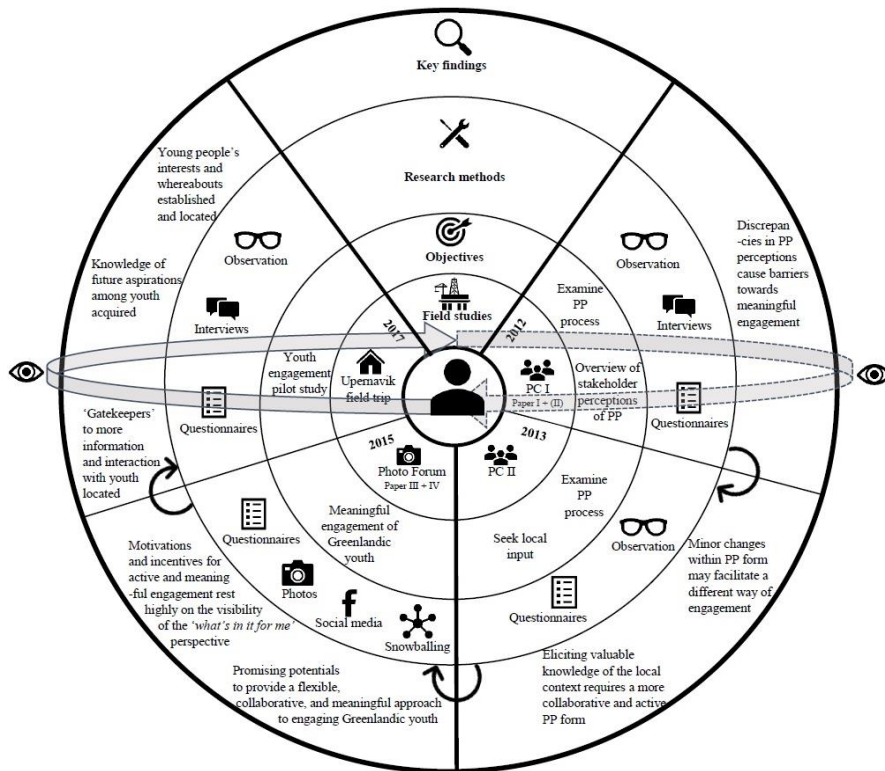 Key findings
Research methods
Objectives
Field studies
2012
Examine
PP
process
Observation
Interviews
Discrepan
-cies in PP
perceptions
cause barriers
towards
meaningful
engagement
PC I
Paper I + (II)
Overview of
stakeholder
perceptions
of PP
Questionnaires
2013
PC II
Examine
PP
process
Seek local
input
Observation
Questionnaires
Minor changes
within PP form
may facilitate a
different way of
engagement
Eliciting valuable
knowledge of the local
context requires a more
collaborative and active
PP form
2015
Photo Forum
Paper III + IV
Meaningful
engagement of
Greenlandic
youth
Questionnaires
Photos
Social media
Snowballing
Motivations
and incentives for
active and meaning
-ful engagement rest
highly on the visibility
of the ‘what’s in it for me’
perspective
Promising potentials
to provide a flexible,
collaborative, and meaningful approach
to engaging Greenlandic youth
2017
Upernavik
field trip
Youth
engagement
pilot study
Observation
Interviews
Questionnaires
Young people’s
interests and
whereabouts
established
and located
Knowledge of
future aspirations
among youth
acquired
‘Gatekeepers’
to more
information
and interaction
with youth
located